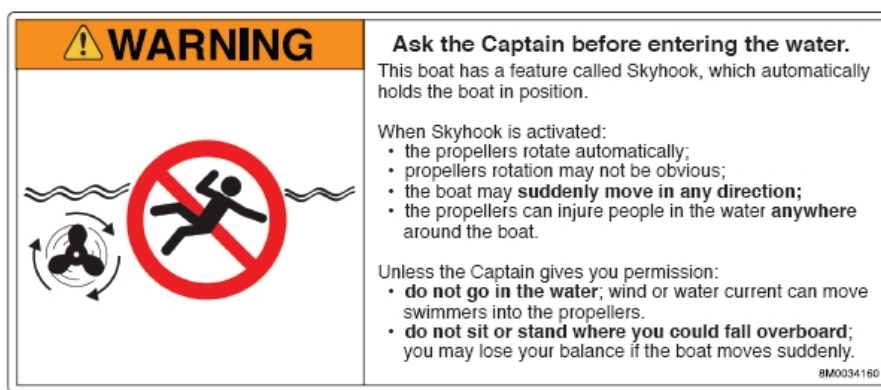 WARNING
Ask the Captain before entering the water.
This boat has a feature called Skyhook, which automatically
holds the boat in position.
When Skyhook is activated:
• the propellers rotate automatically;
• propellers rotation may not be obvious;
• the boat may suddenly move in any direction;
• the propellers can injure people in the water anywhere
around the boat.
Unless the Captain gives you permission:
• do not go in the water; wind or water current can move
swimmers into the propellers.
• do not sit or stand where you could fall overboard;
you may lose your balance if the boat moves suddenly.
8M0034160